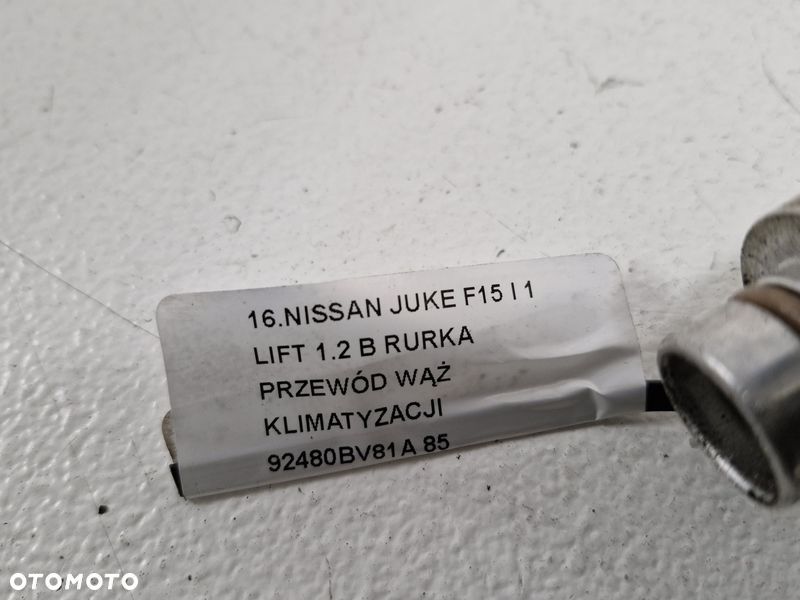 16.NISSAN JUKE F15 I 1
LIFT 1.2 B RURKA
PRZEWÓD WĄŻ
KLIMATYZACJI
92480BV81A 85
OTOMOTO